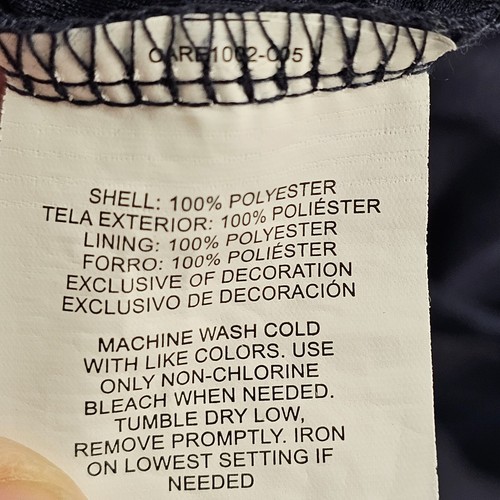 CARE1002-005
SHELL: 100% POLYESTER
TELA EXTERIOR: 100% POLIÉSTER
LINING: 100% POLYESTER
FORRO: 100% POLIÉSTER
EXCLUSIVE OF DECORATION
EXCLUSIVO DE DECORACIÓN
MACHINE WASH COLD
WITH LIKE COLORS. USE
ONLY NON-CHLORINE
BLEACH WHEN NEEDED.
TUMBLE DRY LOW,
REMOVE PROMPTLY. IRON
ON LOWEST SETTING IF
NEEDED